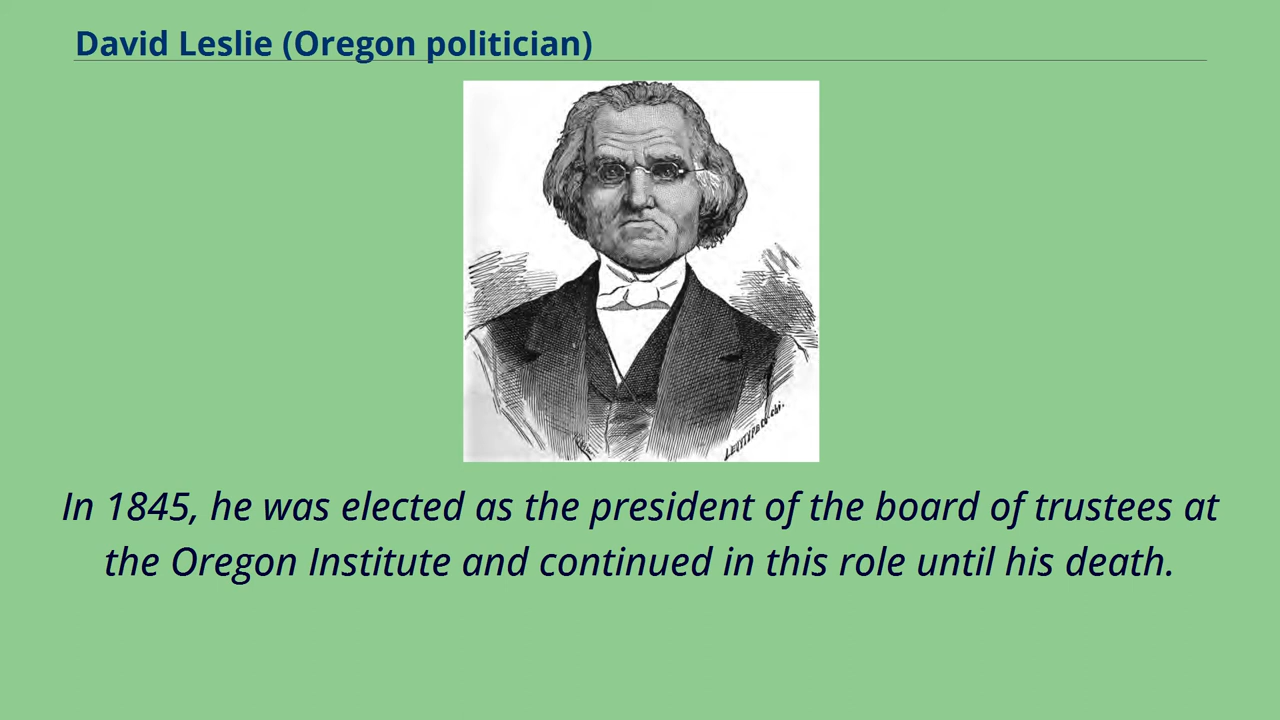 David Leslie (Oregon politician)
In 1845, he was elected as the president of the board of trustees at
the Oregon Institute and continued in this role until his death.